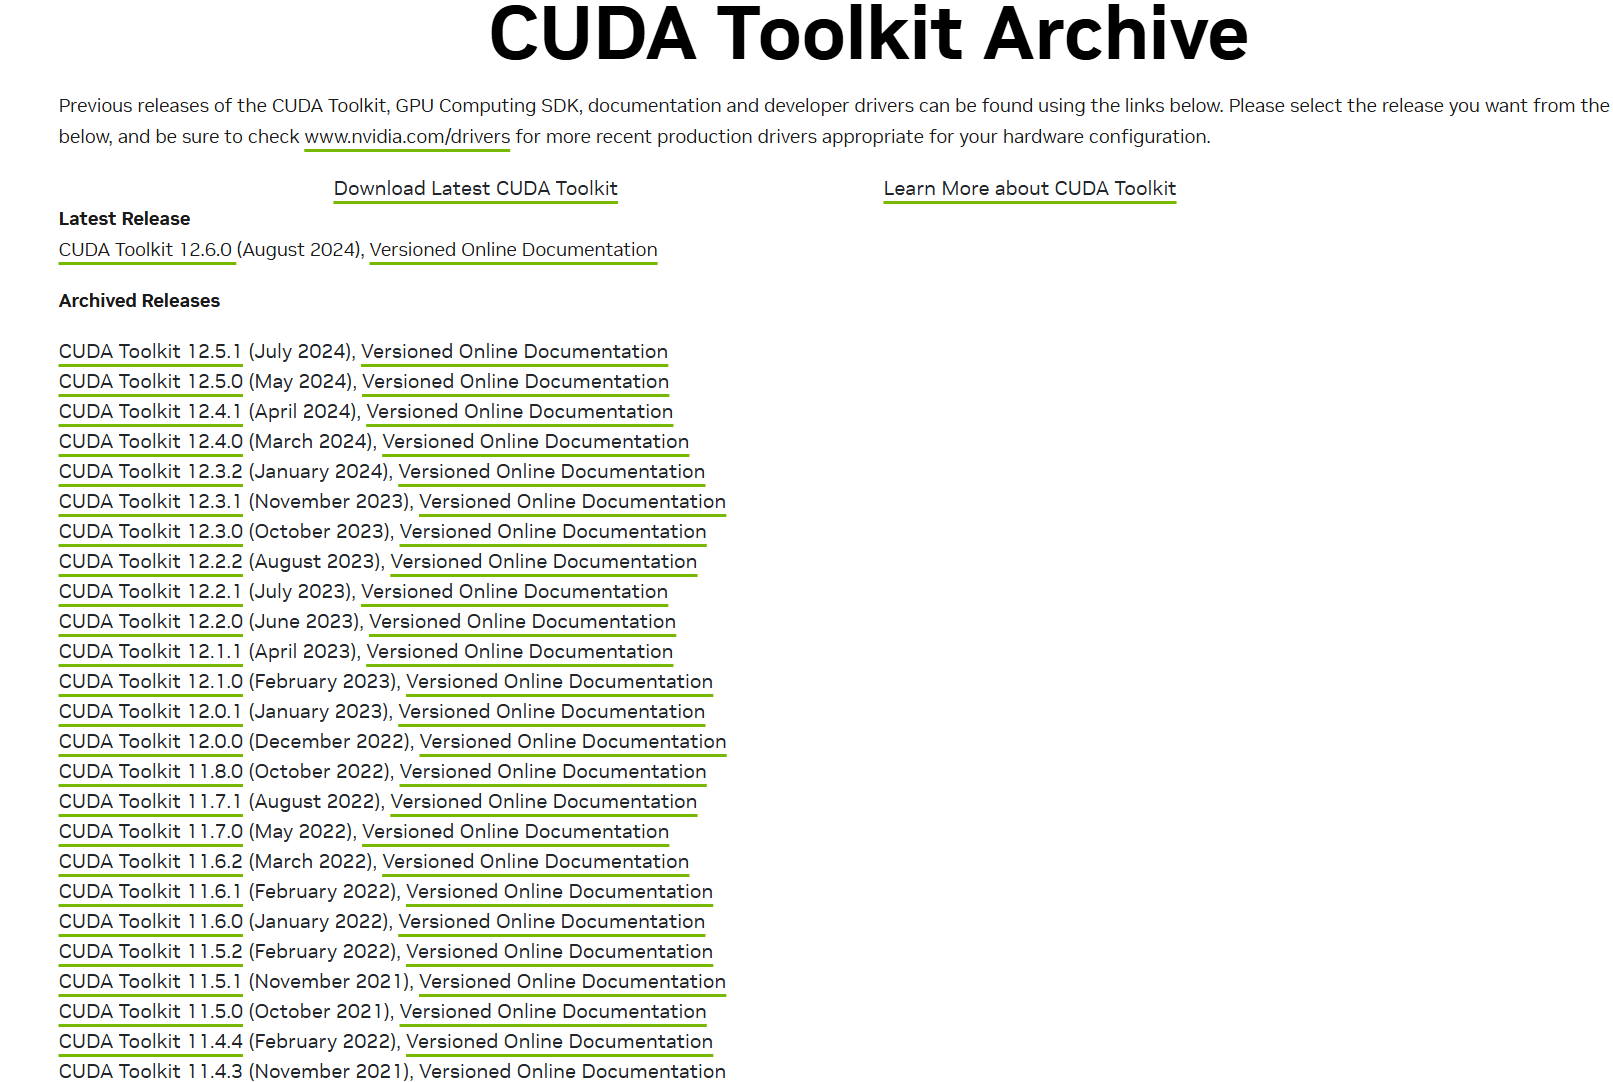 CUDA Toolkit Archive
Previous releases of the CUDA Toolkit, GPU Computing SDK, documentation and developer drivers can be found using the links below. Please select the release you want from the
below, and be sure to check www.nvidia.com/drivers for more recent production drivers appropriate for your hardware configuration.
Download Latest CUDA Toolkit Learn More about CUDA Toolkit
Latest Release
CUDA Toolkit 12.6.0 (August 2024), Versioned Online Documentation
Archived Releases
CUDA Toolkit 12.5.1 (July 2024), Versioned Online Documentation
CUDA Toolkit 12.5.0 (May 2024), Versioned Online Documentation
CUDA Toolkit 12.4.1 (April 2024), Versioned Online Documentation
CUDA Toolkit 12.4.0 (March 2024), Versioned Online Documentation
CUDA Toolkit 12.3.2 (January 2024), Versioned Online Documentation
CUDA Toolkit 12.3.1 (November 2023), Versioned Online Documentation
CUDA Toolkit 12.3.0 (October 2023), Versioned Online Documentation
CUDA Toolkit 12.2.2 (August 2023), Versioned Online Documentation
CUDA Toolkit 12.2.1 (July 2023), Versioned Online Documentation
CUDA Toolkit 12.2.0 (June 2023), Versioned Online Documentation
CUDA Toolkit 12.1.1 (April 2023), Versioned Online Documentation
CUDA Toolkit 12.1.0 (February 2023), Versioned Online Documentation
CUDA Toolkit 12.0.1 (January 2023), Versioned Online Documentation
CUDA Toolkit 12.0.0 (December 2022), Versioned Online Documentation
CUDA Toolkit 11.8.0 (October 2022), Versioned Online Documentation
CUDA Toolkit 11.7.1 (August 2022), Versioned Online Documentation
CUDA Toolkit 11.7.0 (May 2022), Versioned Online Documentation
CUDA Toolkit 11.6.2 (March 2022), Versioned Online Documentation
CUDA Toolkit 11.6.1 (February 2022), Versioned Online Documentation
CUDA Toolkit 11.6.0 (January 2022), Versioned Online Documentation
CUDA Toolkit 11.5.2 (February 2022), Versioned Online Documentation
CUDA Toolkit 11.5.1 (November 2021), Versioned Online Documentation
CUDA Toolkit 11.5.0 (October 2021), Versioned Online Documentation
CUDA Toolkit 11.4.4 (February 2022), Versioned Online Documentation
CUDA Toolkit 11.4.3 (November 2021), Versioned Online Documentation